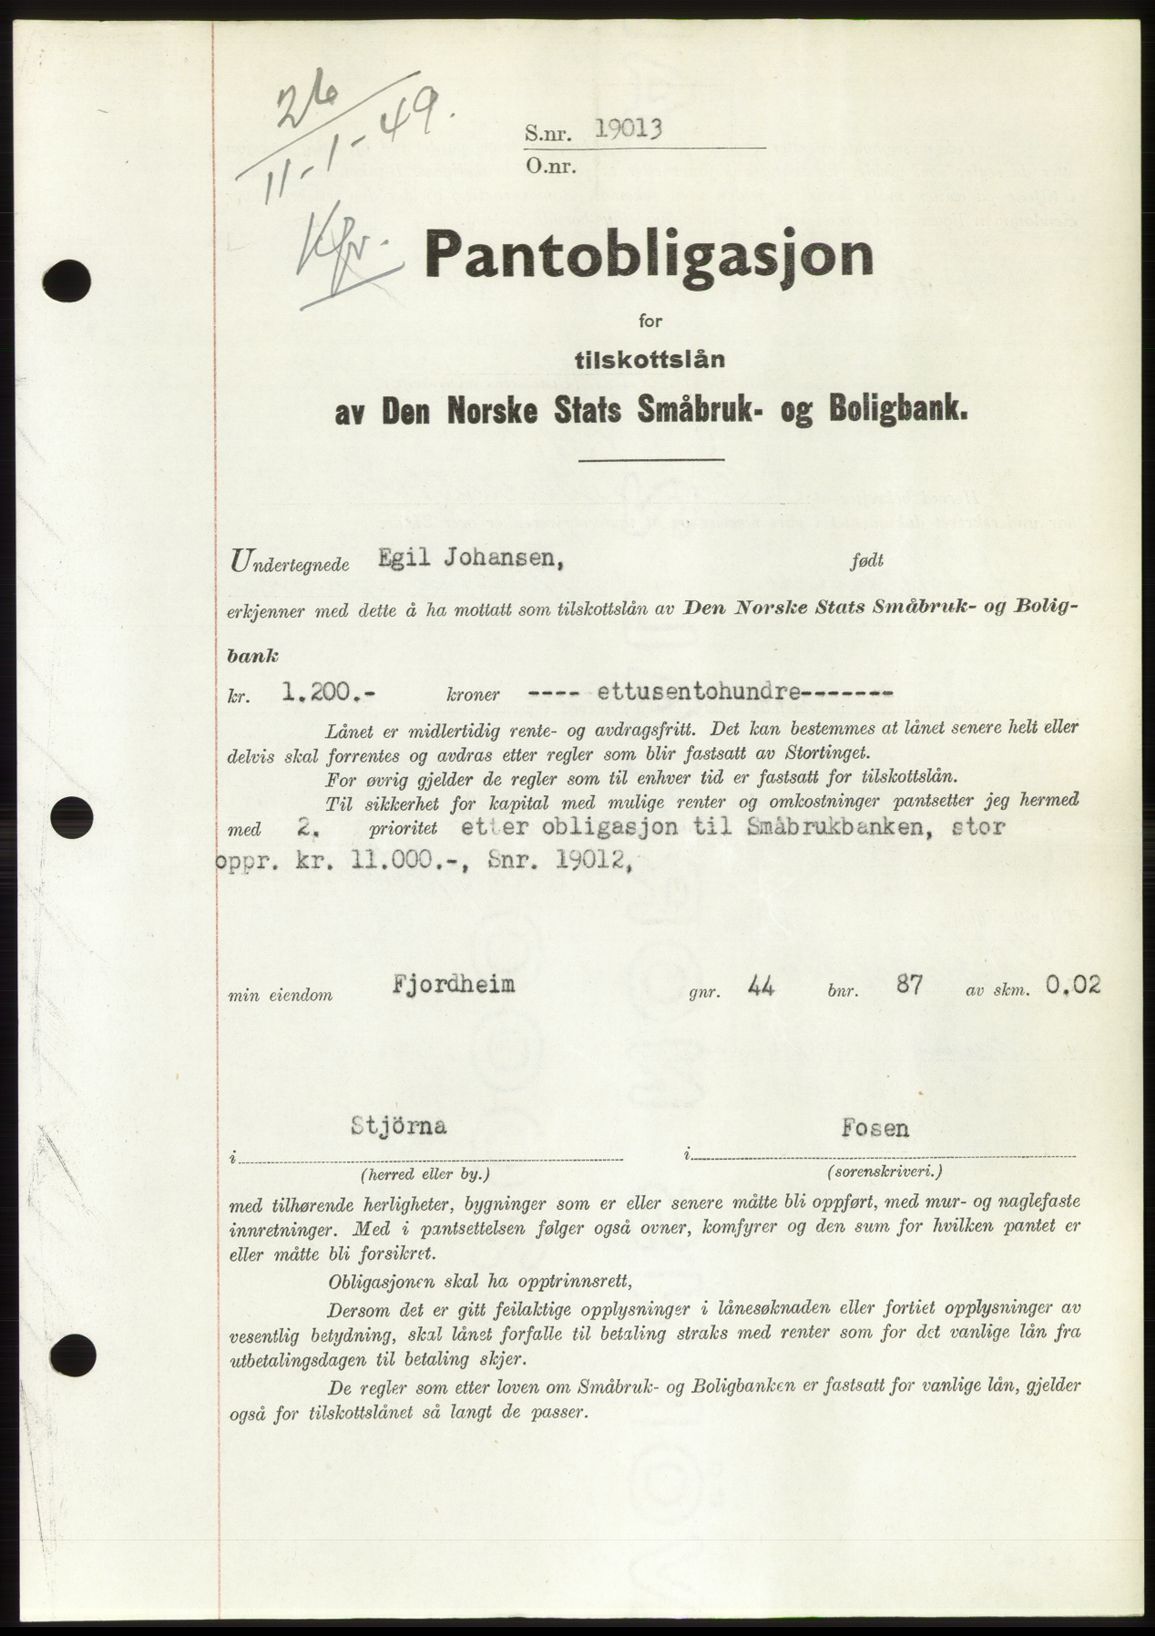 26
11-1-49.
Kfr.
S.nr. 19013
O.nr.
Pantobligasjon
for
tilskottslån
av Den Norske Stats Småbruk- og Boligbank.
Undertegnede Egil Johansen, født
erkjenner med dette å ha mottatt som tilskottslån av Den Norske Stats Småbruk- og Bolig-
bank
kr. 1.200.- kroner ---- ettusentohundre-------
Lånet er midlertidig rente- og avdragsfritt. Det kan bestemmes at lånet senere helt eller
delvis skal forrentes og avdras etter regler som blir fastsatt av Stortinget.
For øvrig gjelder de regler som til enhver tid er fastsatt for tilskottslån.
Til sikkerhet for kapital med mulige renter og omkostninger pantsetter jeg hermed
med 2. prioritet etter obligasjon til Småbrukbanken, stor
oppr. kr. 11.000.-, Snr. 19012,
min eiendom Fjordheim gnr. 44 bnr. 87 av skm. 0.02
i Stjörna i Fosen
(herred eller by.) (sorenskriveri.)
med tilhørende herligheter, bygninger som er eller senere måtte bli oppført, med mur- og naglefaste
innretninger. Med i pantsettelsen følger også ovner, komfyrer og den sum for hvilken pantet er
eller måtte bli forsikret.
Obligasjonen skal ha opptrinnsrett,
Dersom det er gitt feilaktige opplysninger i lånesøknaden eller fortiet opplysninger av
vesentlig betydning, skal lånet forfalle til betaling straks med renter som for det vanlige lån fra
utbetalingsdagen til betaling skjer.
De regler som etter loven om Småbruk- og Boligbanken er fastsatt for vanlige lån, gjelder
også for tilskottslånet så langt de passer.